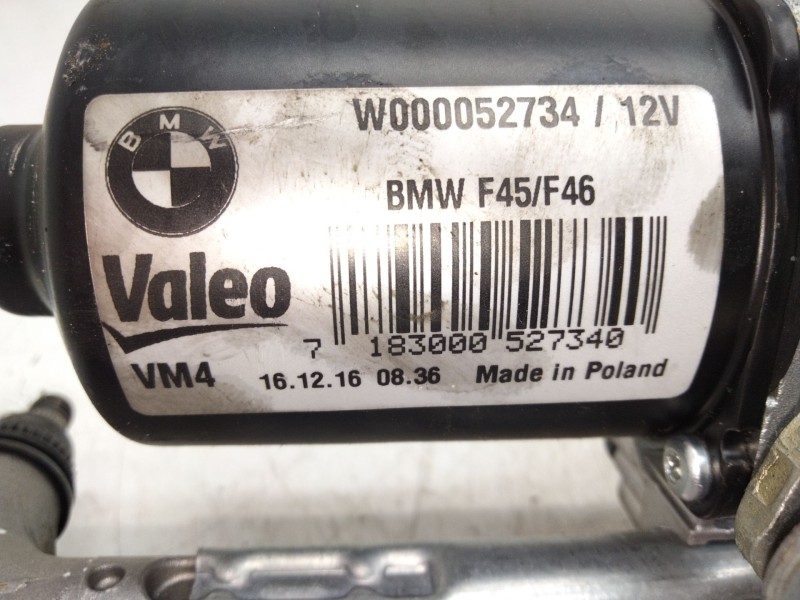 W000052734 / 12V
BMW
BMW F45/F46
Valeo
7 183000 527340
VM4 16.12.16 08.36 Made in Poland